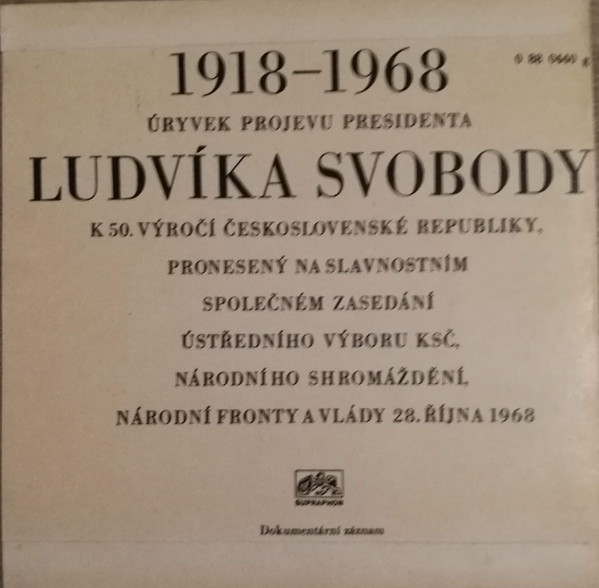 1918–1968
ÚRYVEK PROJEVU PRESIDENTA
LUDVÍKA SVOBODY
K 50. VÝROČÍ ČESKOSLOVENSKÉ REPUBLIKY,
PRONESENÝ NA SLAVNOSTNÍM
SPOLEČNÉM ZASEDÁNÍ
ÚSTŘEDNÍHO VÝBORU KSČ,
NÁRODNÍHO SHROMÁŽDĚNÍ,
NÁRODNÍ FRONTY A VLÁDY 28. ŘÍJNA 1968
SUPRAPHON
Dokumentární záznam